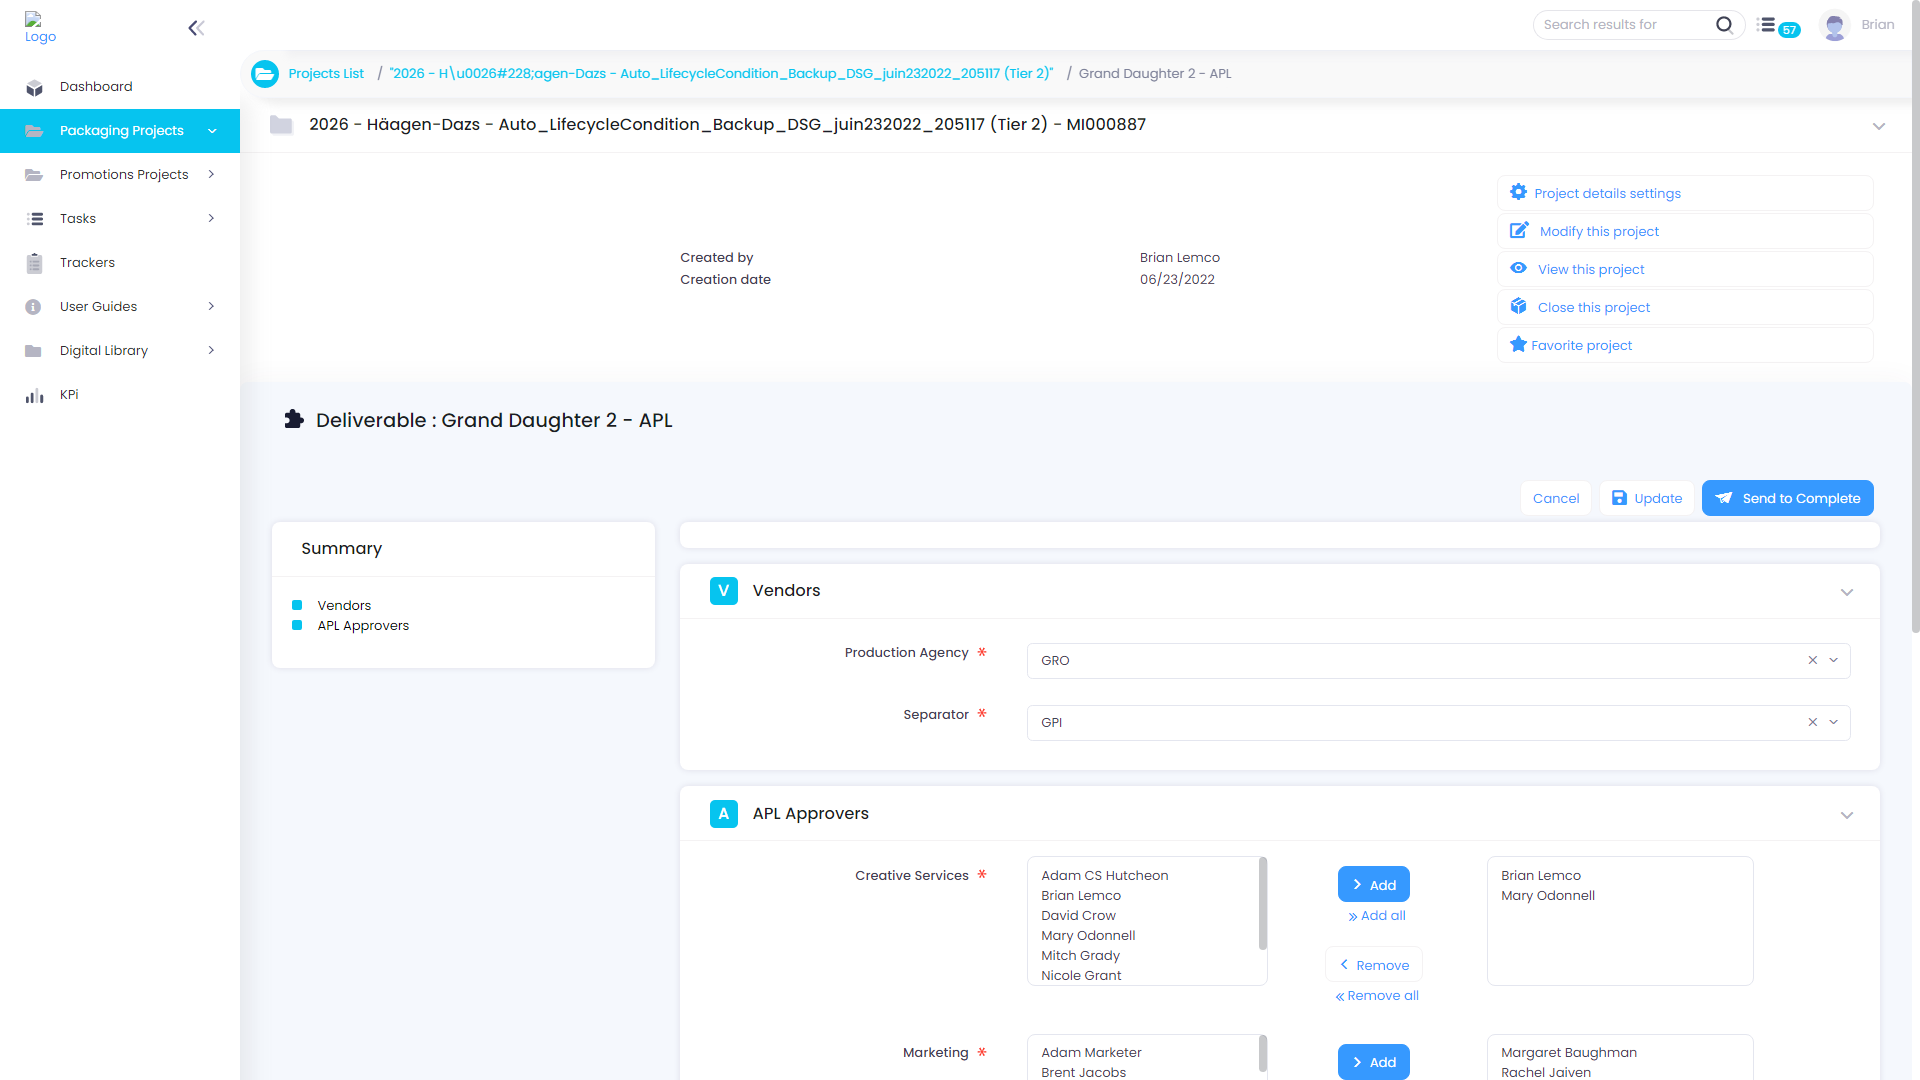 Logo
Search results for
57
Brian
Dashboard
Packaging Projects
Promotions Projects
Tasks
Trackers
User Guides
Digital Library
KPi
Projects List / "2026 - H\u0026#228;agen-Dazs - Auto_LifecycleCondition_Backup_DSG_juin232022_205117 (Tier 2)" / Grand Daughter 2 - APL
2026 - Häagen-Dazs - Auto_LifecycleCondition_Backup_DSG_juin232022_205117 (Tier 2) - MI000887
Created by Brian Lemco
Creation date 06/23/2022
Project details settings
Modify this project
View this project
Close this project
Favorite project
Deliverable : Grand Daughter 2 - APL
Cancel Update Send to Complete
Summary
Vendors
APL Approvers
V Vendors
Production Agency * GRO
Separator * GPI
A APL Approvers
Creative Services *
Adam CS Hutcheon
Brian Lemco
David Crow
Mary Odonnell
Mitch Grady
Nicole Grant
Add
Add all
Remove
Remove all
Brian Lemco
Mary Odonnell
Marketing *
Adam Marketer
Brent Jacobs
Add
Margaret Baughman
Rachel Jaiven